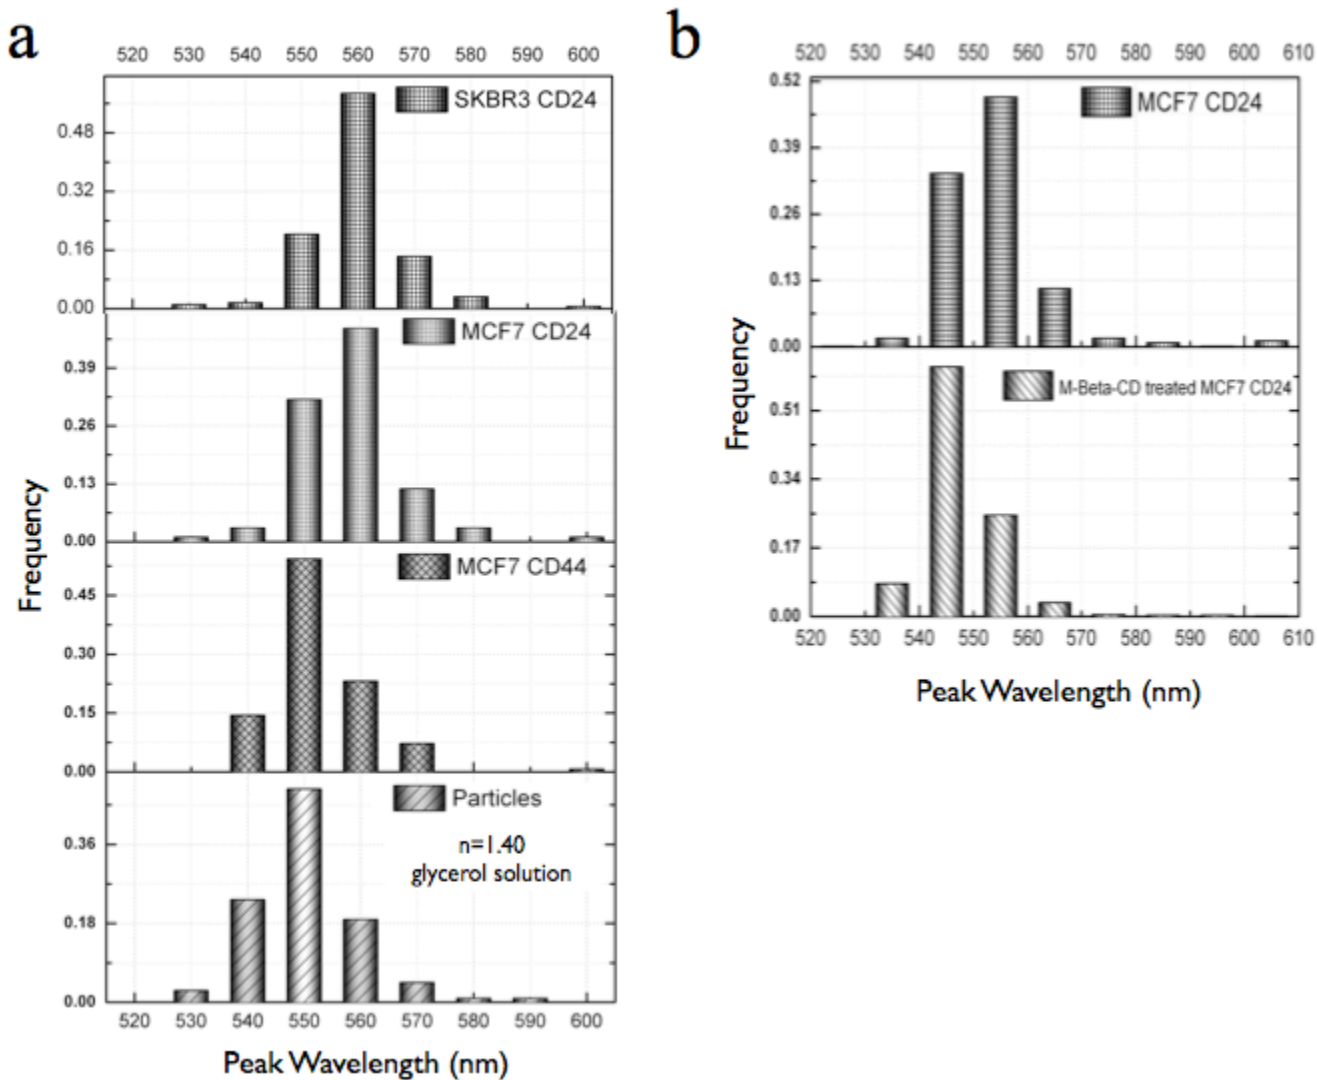 a
520 530 540 550 560 570 580 590 600
SKBR3 CD24
0.48
0.32
0.16
0.00
MCF7 CD24
0.39
0.26
0.13
0.00
MCF7 CD44
0.45
0.30
0.15
0.00
Particles
n=1.40
glycerol solution
0.36
0.18
0.00
520 530 540 550 560 570 580 590 600
Frequency
Peak Wavelength (nm)
b
520 530 540 550 560 570 580 590 600 610
0.52
MCF7 CD24
0.39
0.26
0.13
0.00
M-Beta-CD treated MCF7 CD24
0.51
0.34
0.17
0.00
520 530 540 550 560 570 580 590 600 610
Frequency
Peak Wavelength (nm)